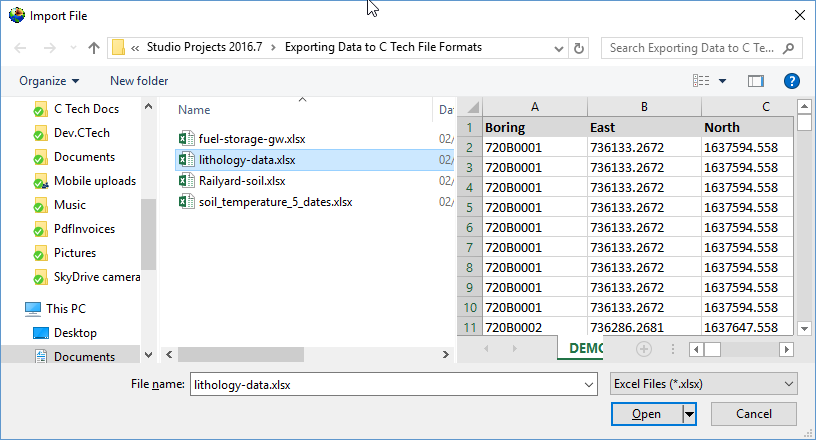 Import File
« Studio Projects 2016.7 > Exporting Data to C Tech File Formats
Search Exporting Data to C Te...
Organize
New folder
C Tech Docs
Dev.CTech
Documents
Mobile uploads
Music
PdfInvoices
Pictures
SkyDrive camera
This PC
Desktop
Documents
Name
fuel-storage-gw.xlsx 02/
lithology-data.xlsx 02/
Railyard-soil.xlsx 02/
soil_temperature_5_dates.xlsx 02/
A B C
1 Boring East North
2 720B0001 736133.2672 1637594.558
3 720B0001 736133.2672 1637594.558
4 720B0001 736133.2672 1637594.558
5 720B0001 736133.2672 1637594.558
6 720B0001 736133.2672 1637594.558
7 720B0001 736133.2672 1637594.558
8 720B0001 736133.2672 1637594.558
9 720B0001 736133.2672 1637594.558
10 720B0001 736133.2672 1637594.558
11 720B0002 736286.2681 1637647.558
DEMO
File name: lithology-data.xlsx
Excel Files (*.xlsx)
Open
Cancel